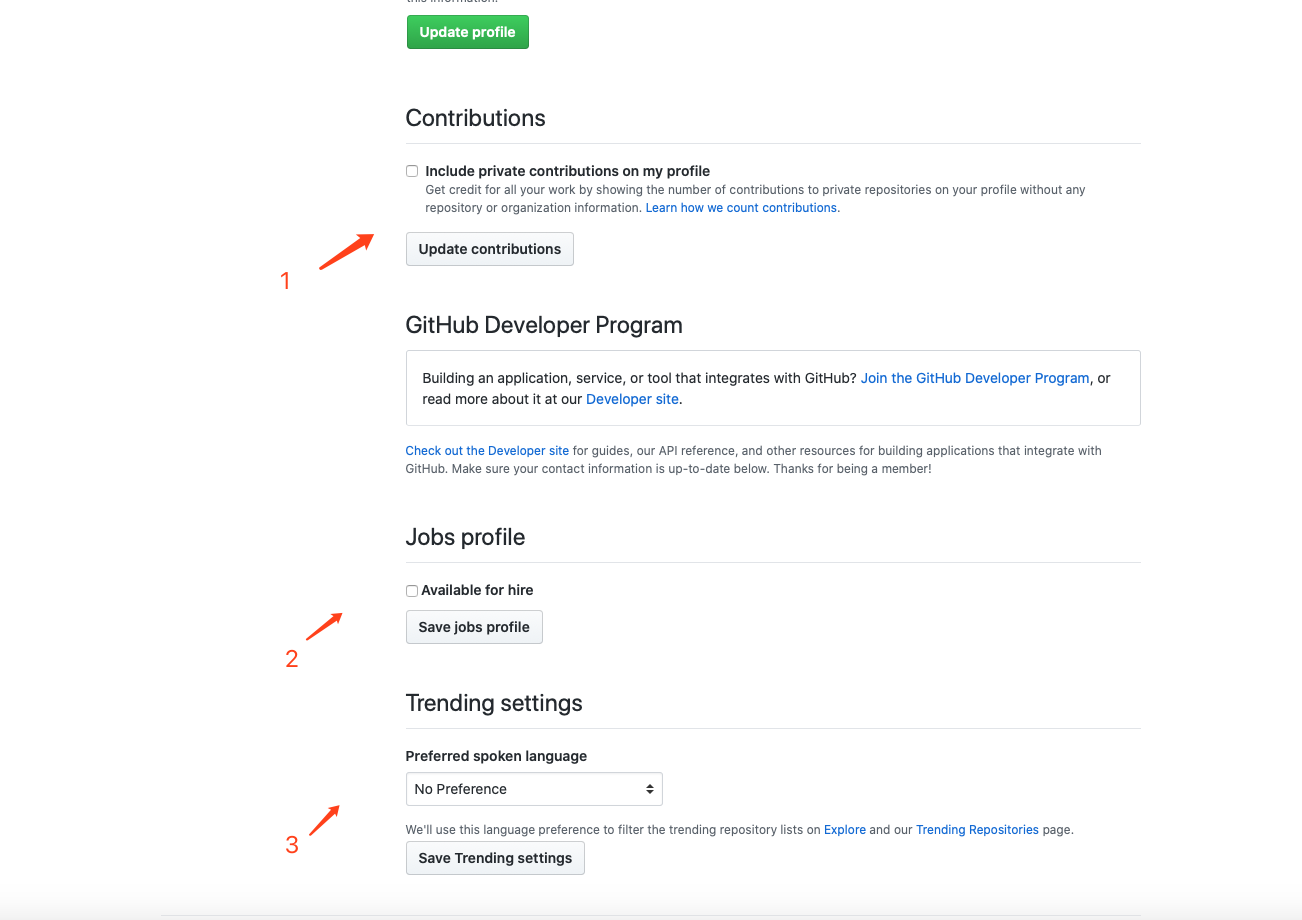 this information.
Update profile
Contributions
Include private contributions on my profile
Get credit for all your work by showing the number of contributions to private repositories on your profile without any
repository or organization information. Learn how we count contributions.
Update contributions
1
GitHub Developer Program
Building an application, service, or tool that integrates with GitHub? Join the GitHub Developer Program, or
read more about it at our Developer site.
Check out the Developer site for guides, our API reference, and other resources for building applications that integrate with
GitHub. Make sure your contact information is up-to-date below. Thanks for being a member!
Jobs profile
Available for hire
Save jobs profile
2
Trending settings
Preferred spoken language
No Preference
We'll use this language preference to filter the trending repository lists on Explore and our Trending Repositories page.
3
Save Trending settings